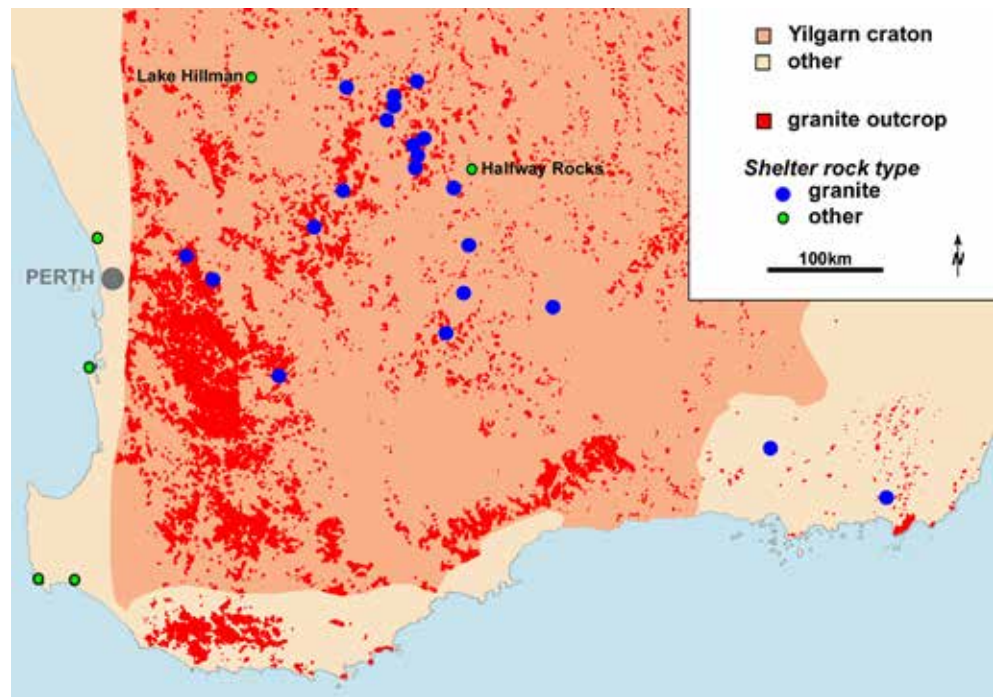 Yilgarn craton
other
granite outcrop
Shelter rock type
granite
other
100km
N
Lake Hillman
Halfway Rocks
PERTH